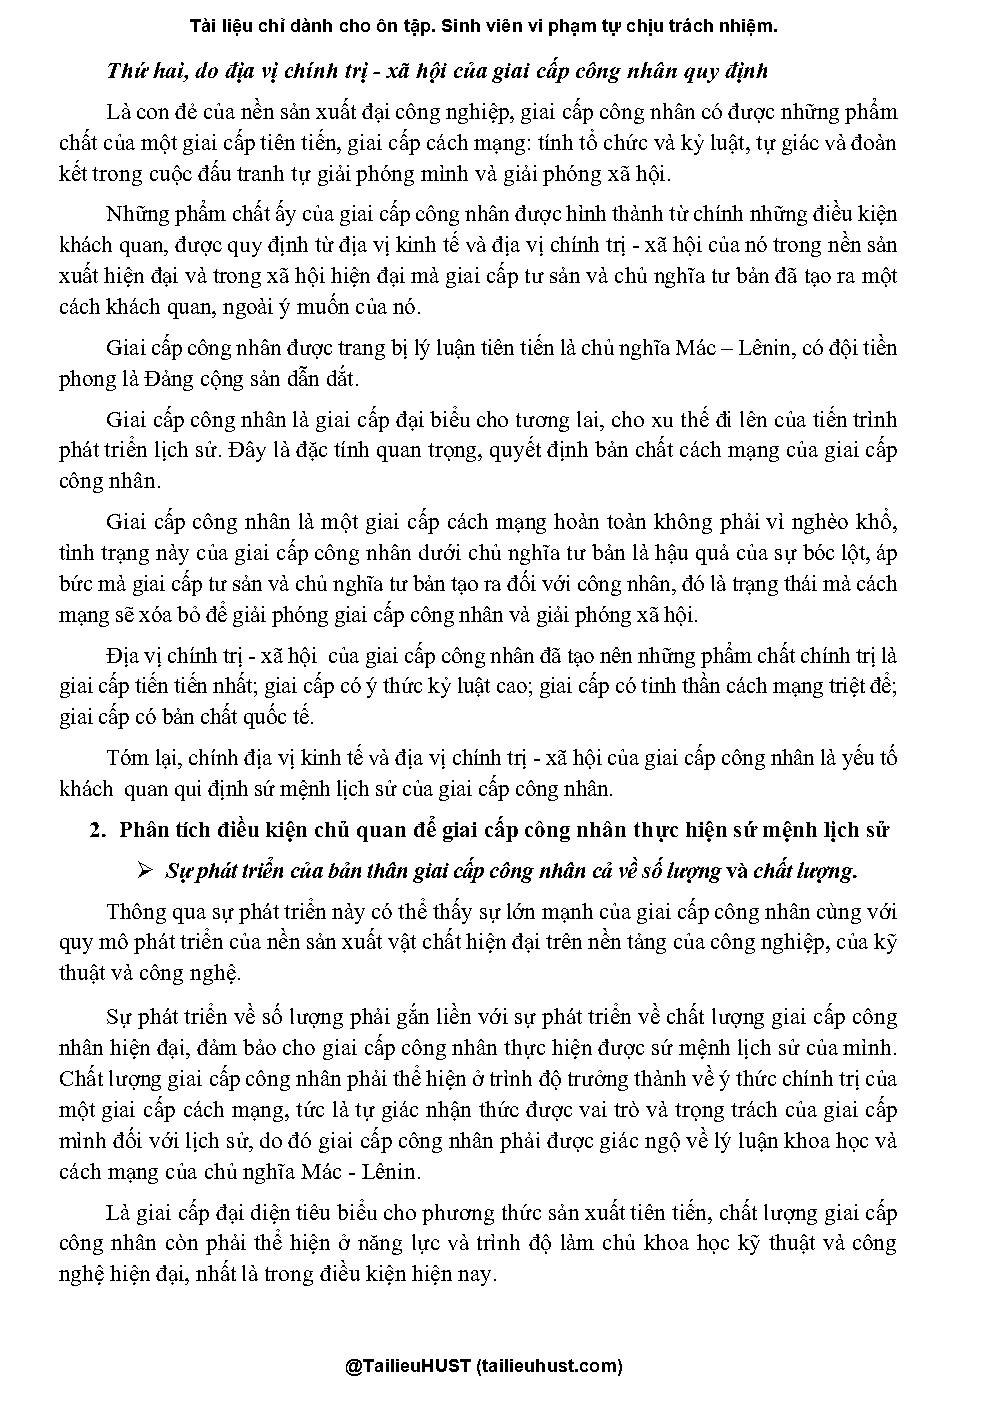 Tài liệu chỉ dành cho ôn tập. Sinh viên vi phạm tự chịu trách nhiệm.
Thứ hai, do địa vị chính trị - xã hội của giai cấp công nhân quy định
Là con đẻ của nền sản xuất đại công nghiệp, giai cấp công nhân có được những phẩm
chất của một giai cấp tiên tiến, giai cấp cách mạng: tính tổ chức và kỷ luật, tự giác và đoàn
kết trong cuộc đấu tranh tự giải phóng mình và giải phóng xã hội.
Những phẩm chất ấy của giai cấp công nhân được hình thành từ chính những điều kiện
khách quan, được quy định từ địa vị kinh tế và địa vị chính trị - xã hội của nó trong nền sản
xuất hiện đại và trong xã hội hiện đại mà giai cấp tư sản và chủ nghĩa tư bản đã tạo ra một
cách khách quan, ngoài ý muốn của nó.
Giai cấp công nhân được trang bị lý luận tiên tiến là chủ nghĩa Mác – Lênin, có đội tiền
phong là Đảng cộng sản dẫn dắt.
Giai cấp công nhân là giai cấp đại biểu cho tương lai, cho xu thế đi lên của tiến trình
phát triển lịch sử. Đây là đặc tính quan trọng, quyết định bản chất cách mạng của giai cấp
công nhân.
Giai cấp công nhân là một giai cấp cách mạng hoàn toàn không phải vì nghèo khổ,
tình trạng này của giai cấp công nhân dưới chủ nghĩa tư bản là hậu quả của sự bóc lột, áp
bức mà giai cấp tư sản và chủ nghĩa tư bản tạo ra đối với công nhân, đó là trạng thái mà cách
mạng sẽ xóa bỏ để giải phóng giai cấp công nhân và giải phóng xã hội.
Địa vị chính trị - xã hội của giai cấp công nhân đã tạo nên những phẩm chất chính trị là
giai cấp tiến tiến nhất; giai cấp có ý thức kỷ luật cao; giai cấp có tinh thần cách mạng triệt để;
giai cấp có bản chất quốc tế.
Tóm lại, chính địa vị kinh tế và địa vị chính trị - xã hội của giai cấp công nhân là yếu tố
khách quan qui định sứ mệnh lịch sử của giai cấp công nhân.
2. Phân tích điều kiện chủ quan để giai cấp công nhân thực hiện sứ mệnh lịch sử
➢ Sự phát triển của bản thân giai cấp công nhân cả về số lượng và chất lượng.
Thông qua sự phát triển này có thể thấy sự lớn mạnh của giai cấp công nhân cùng với
quy mô phát triển của nền sản xuất vật chất hiện đại trên nền tảng của công nghiệp, của kỹ
thuật và công nghệ.
Sự phát triển về số lượng phải gắn liền với sự phát triển về chất lượng giai cấp công
nhân hiện đại, đảm bảo cho giai cấp công nhân thực hiện được sứ mệnh lịch sử của mình.
Chất lượng giai cấp công nhân phải thể hiện ở trình độ trưởng thành về ý thức chính trị của
một giai cấp cách mạng, tức là tự giác nhận thức được vai trò và trọng trách của giai cấp
mình đối với lịch sử, do đó giai cấp công nhân phải được giác ngộ về lý luận khoa học và
cách mạng của chủ nghĩa Mác - Lênin.
Là giai cấp đại diện tiêu biểu cho phương thức sản xuất tiên tiến, chất lượng giai cấp
công nhân còn phải thể hiện ở năng lực và trình độ làm chủ khoa học kỹ thuật và công
nghệ hiện đại, nhất là trong điều kiện hiện nay.
@TailieuHUST (tailieuhust.com)